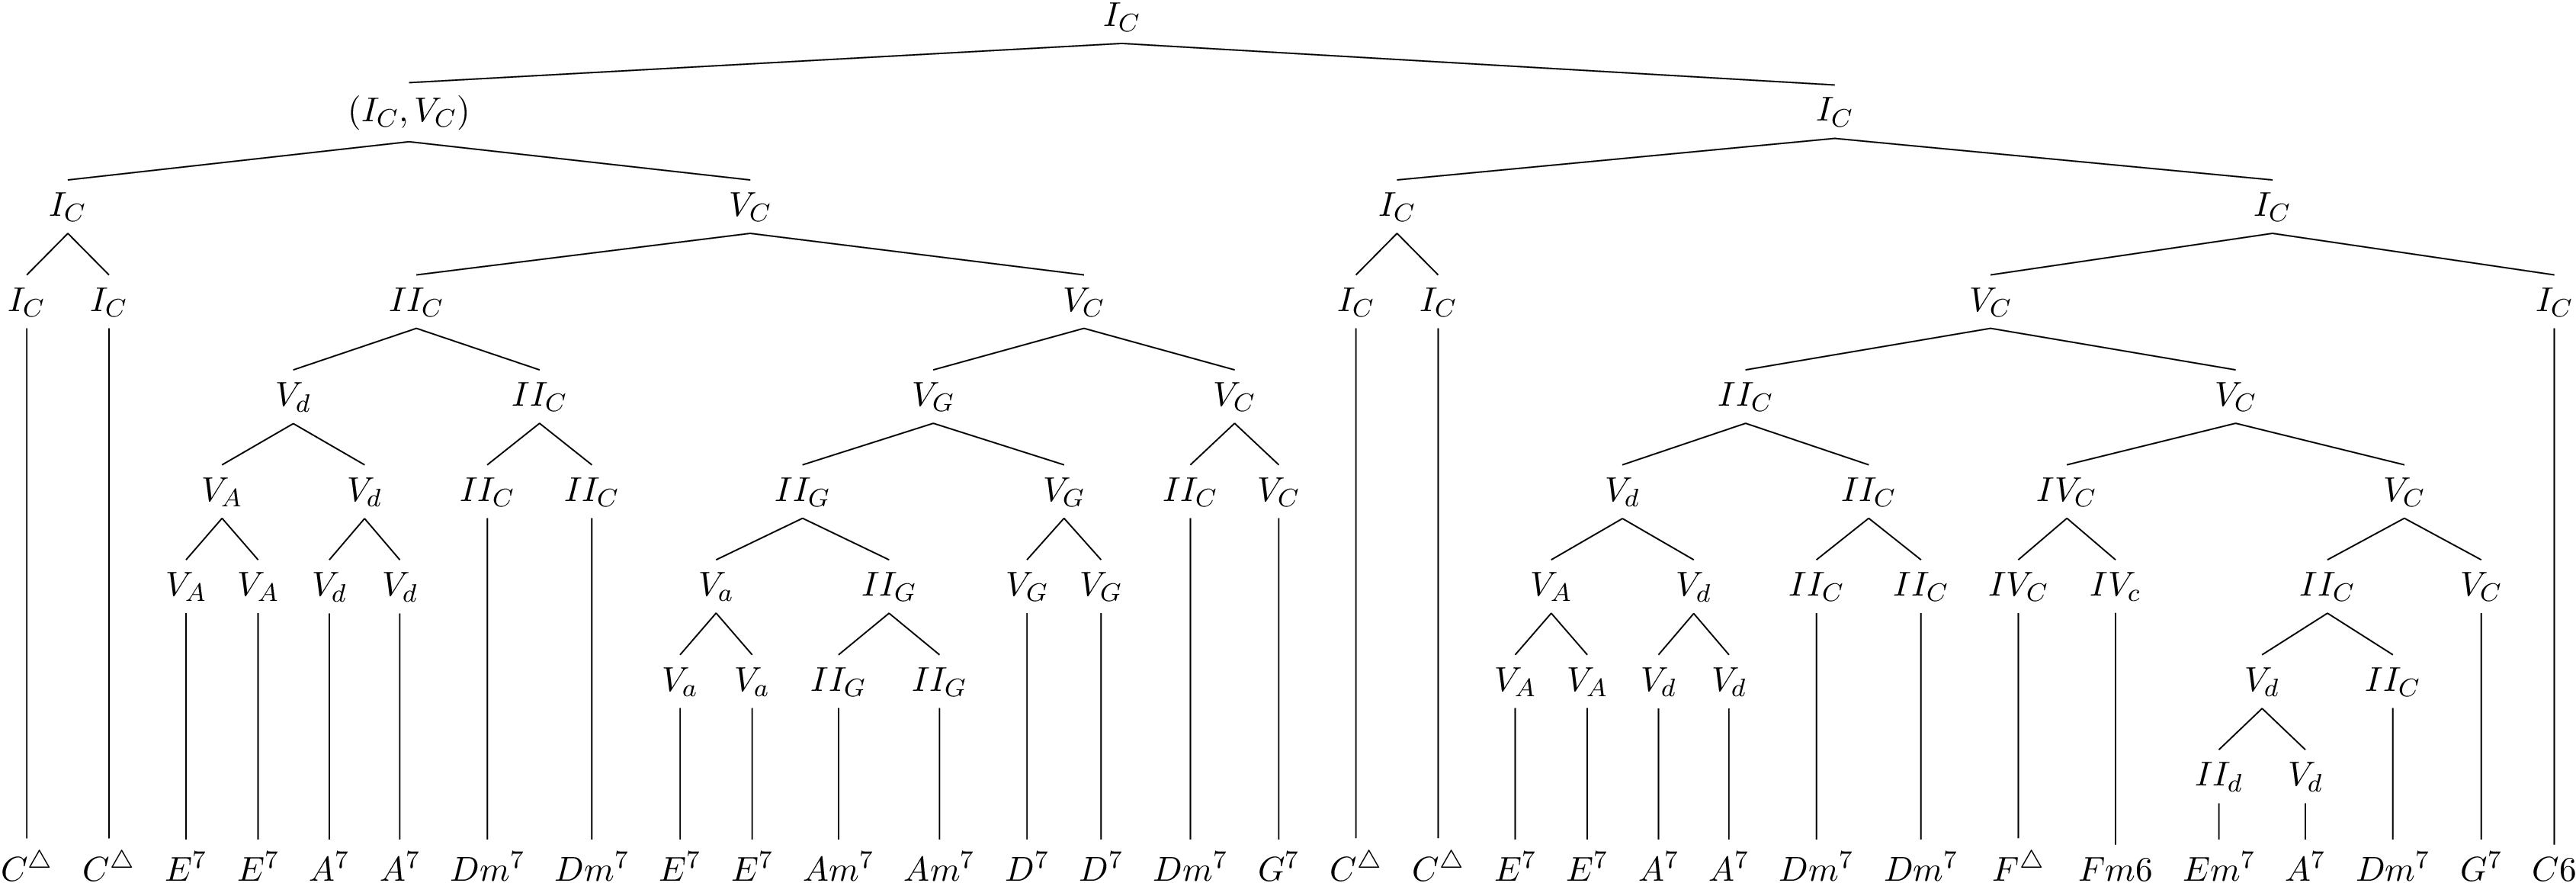 I_C
(I_C, V_C) I_C
I_C V_C I_C I_C
I_C I_C II_C V_C I_C I_C V_C I_C
V_d II_C V_G V_C II_C V_C
V_A V_d II_C II_C II_G V_G II_C V_C V_d II_C IV_C V_C
V_A V_A V_d V_d V_a II_G V_G V_G V_A V_d II_C II_C IV_C IV_c II_C V_C
V_a V_a II_G II_G V_A V_A V_d V_d V_d II_C
II_d V_d
C^△ C^△ E^7 E^7 A^7 A^7 Dm^7 Dm^7 E^7 E^7 Am^7 Am^7 D^7 D^7 Dm^7 G^7 C^△ C^△ E^7 E^7 A^7 A^7 Dm^7 Dm^7 F^△ Fm6 Em^7 A^7 Dm^7 G^7 C6